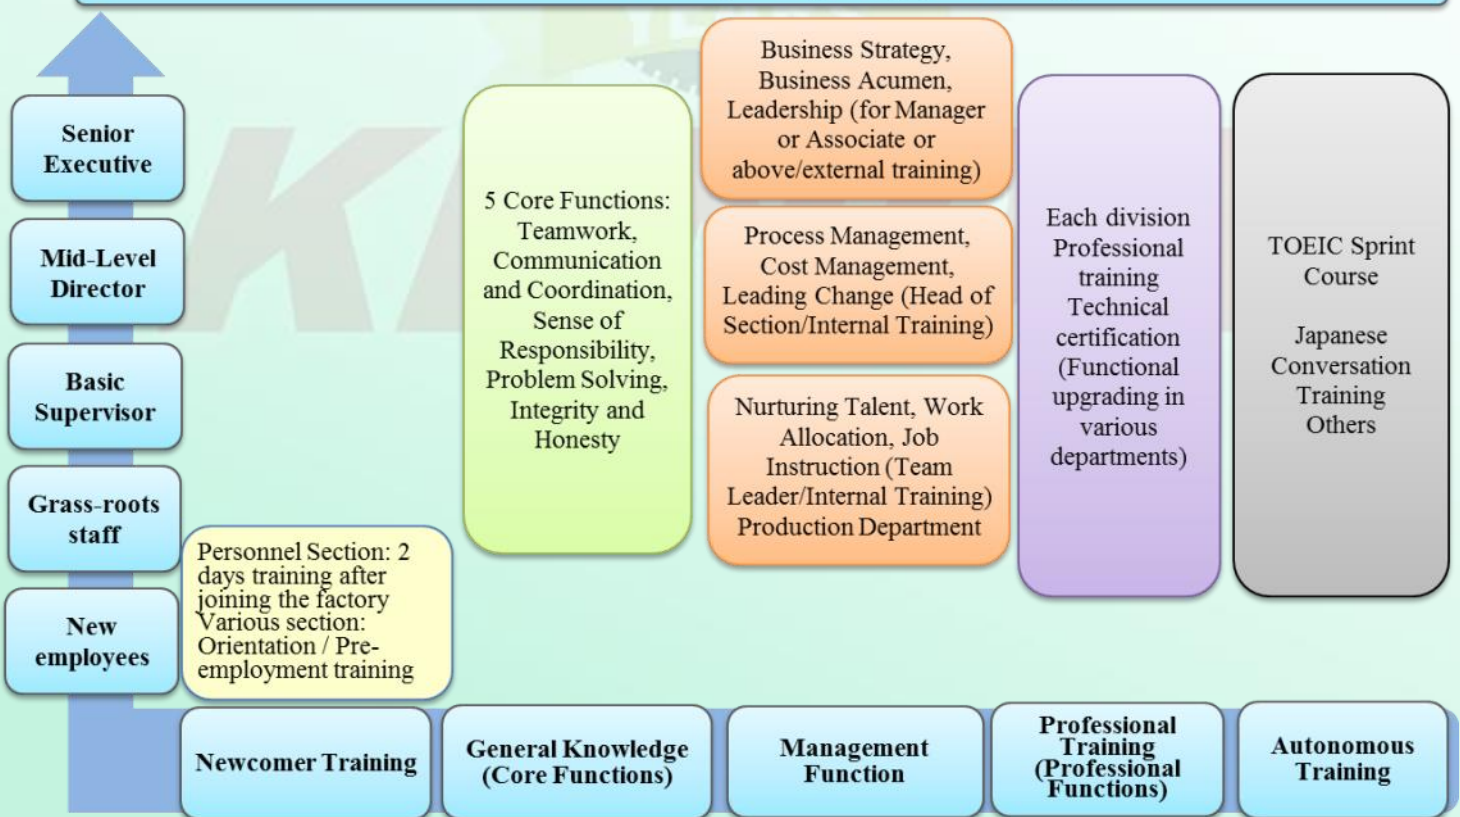 Senior
Executive
Mid-Level
Director
Basic
Supervisor
Grass-roots
staff
New
employees
Personnel Section: 2
days training after
joining the factory
Various section:
Orientation / Pre-
employment training
5 Core Functions:
Teamwork,
Communication
and Coordination,
Sense of
Responsibility,
Problem Solving,
Integrity and
Honesty
Business Strategy,
Business Acumen,
Leadership (for Manager
or Associate or
above/external training)
Process Management,
Cost Management,
Leading Change (Head of
Section/Internal Training)
Nurturing Talent, Work
Allocation, Job
Instruction (Team
Leader/Internal Training)
Production Department
Each division
Professional
training
Technical
certification
(Functional
upgrading in
various
departments)
TOEIC Sprint
Course
Japanese
Conversation
Training
Others
Newcomer Training
General Knowledge
(Core Functions)
Management
Function
Professional
Training
(Professional
Functions)
Autonomous
Training